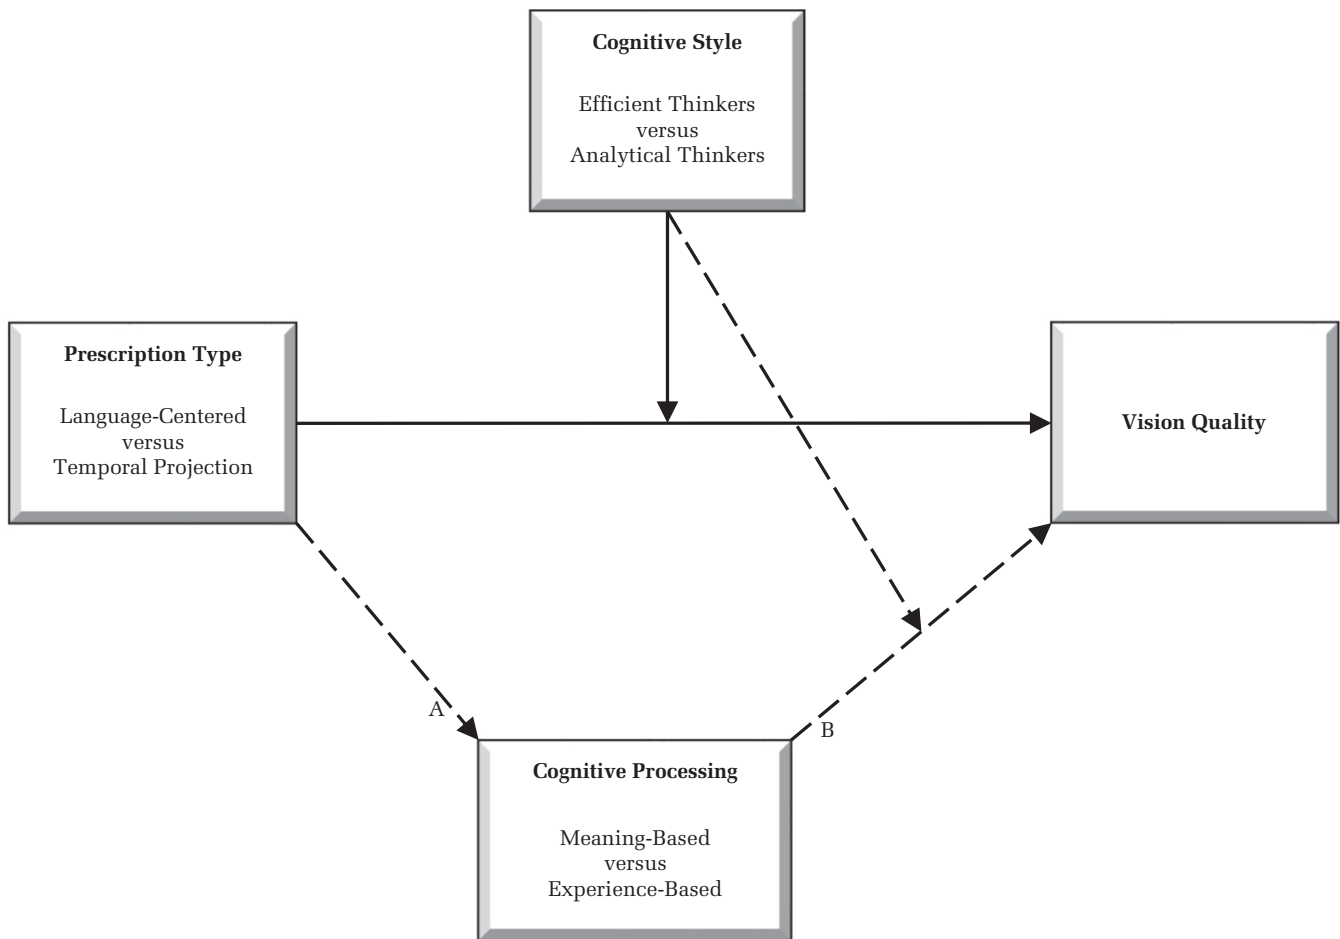 Cognitive Style
Efficient Thinkers
versus
Analytical Thinkers
Prescription Type
Language-Centered
versus
Temporal Projection
Vision Quality
A
B
Cognitive Processing
Meaning-Based
versus
Experience-Based